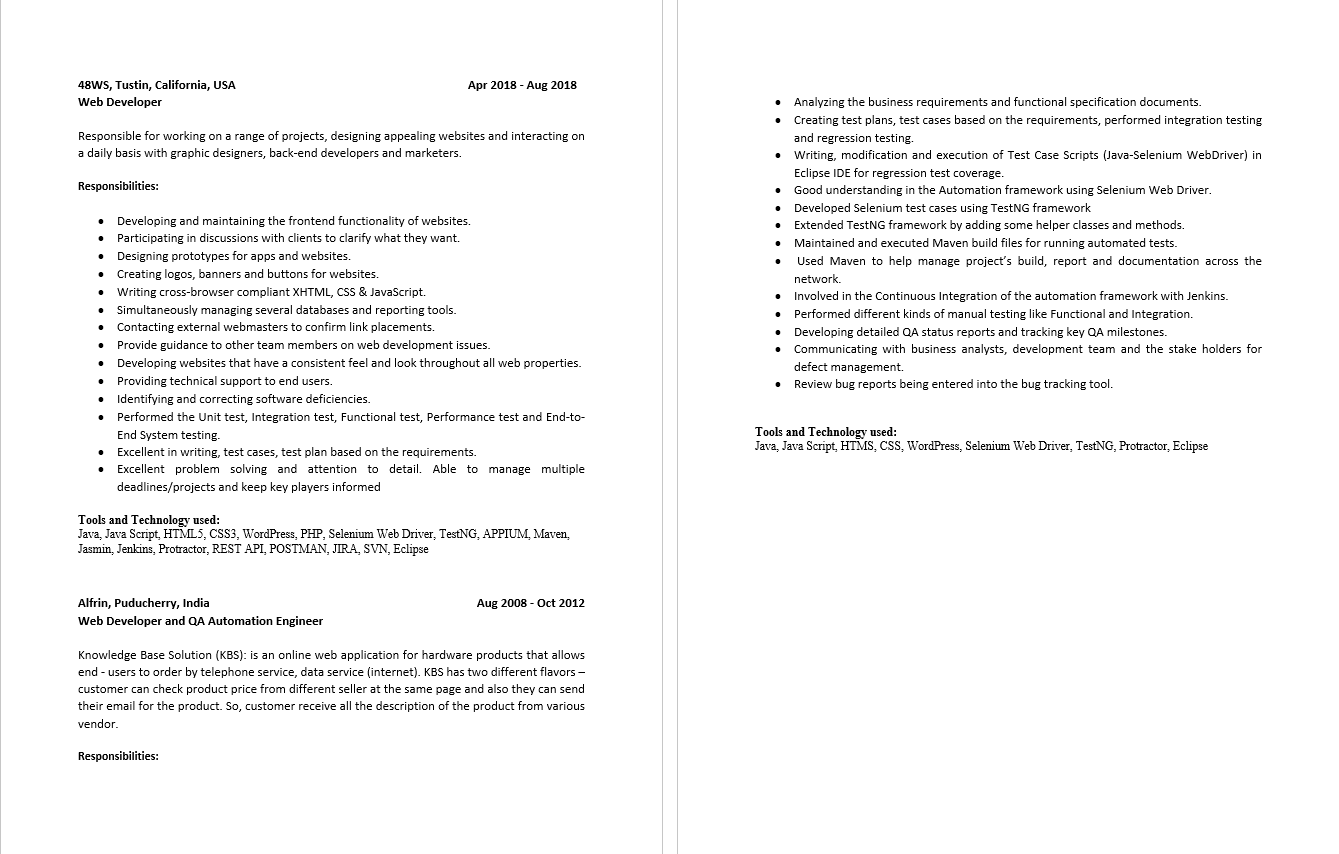 48WS, Tustin, California, USA Apr 2018 - Aug 2018
Web Developer
Responsible for working on a range of projects, designing appealing websites and interacting on
a daily basis with graphic designers, back-end developers and marketers.
Responsibilities:
• Developing and maintaining the frontend functionality of websites.
• Participating in discussions with clients to clarify what they want.
• Designing prototypes for apps and websites.
• Creating logos, banners and buttons for websites.
• Writing cross-browser compliant XHTML, CSS & JavaScript.
• Simultaneously managing several databases and reporting tools.
• Contacting external webmasters to confirm link placements.
• Provide guidance to other team members on web development issues.
• Developing websites that have a consistent feel and look throughout all web properties.
• Providing technical support to end users.
• Identifying and correcting software deficiencies.
• Performed the Unit test, Integration test, Functional test, Performance test and End-to-
End System testing.
• Excellent in writing, test cases, test plan based on the requirements.
• Excellent problem solving and attention to detail. Able to manage multiple
deadlines/projects and keep key players informed
Tools and Technology used:
Java, Java Script, HTML5, CSS3, WordPress, PHP, Selenium Web Driver, TestNG, APPIUM, Maven,
Jasmin, Jenkins, Protractor, REST API, POSTMAN, JIRA, SVN, Eclipse
Alfrin, Puducherry, India Aug 2008 - Oct 2012
Web Developer and QA Automation Engineer
Knowledge Base Solution (KBS): is an online web application for hardware products that allows
end - users to order by telephone service, data service (internet). KBS has two different flavors –
customer can check product price from different seller at the same page and also they can send
their email for the product. So, customer receive all the description of the product from various
vendor.
Responsibilities:
• Analyzing the business requirements and functional specification documents.
• Creating test plans, test cases based on the requirements, performed integration testing
and regression testing.
• Writing, modification and execution of Test Case Scripts (Java-Selenium WebDriver) in
Eclipse IDE for regression test coverage.
• Good understanding in the Automation framework using Selenium Web Driver.
• Developed Selenium test cases using TestNG framework
• Extended TestNG framework by adding some helper classes and methods.
• Maintained and executed Maven build files for running automated tests.
• Used Maven to help manage project’s build, report and documentation across the
network.
• Involved in the Continuous Integration of the automation framework with Jenkins.
• Performed different kinds of manual testing like Functional and Integration.
• Developing detailed QA status reports and tracking key QA milestones.
• Communicating with business analysts, development team and the stake holders for
defect management.
• Review bug reports being entered into the bug tracking tool.
Tools and Technology used:
Java, Java Script, HTMS, CSS, WordPress, Selenium Web Driver, TestNG, Protractor, Eclipse